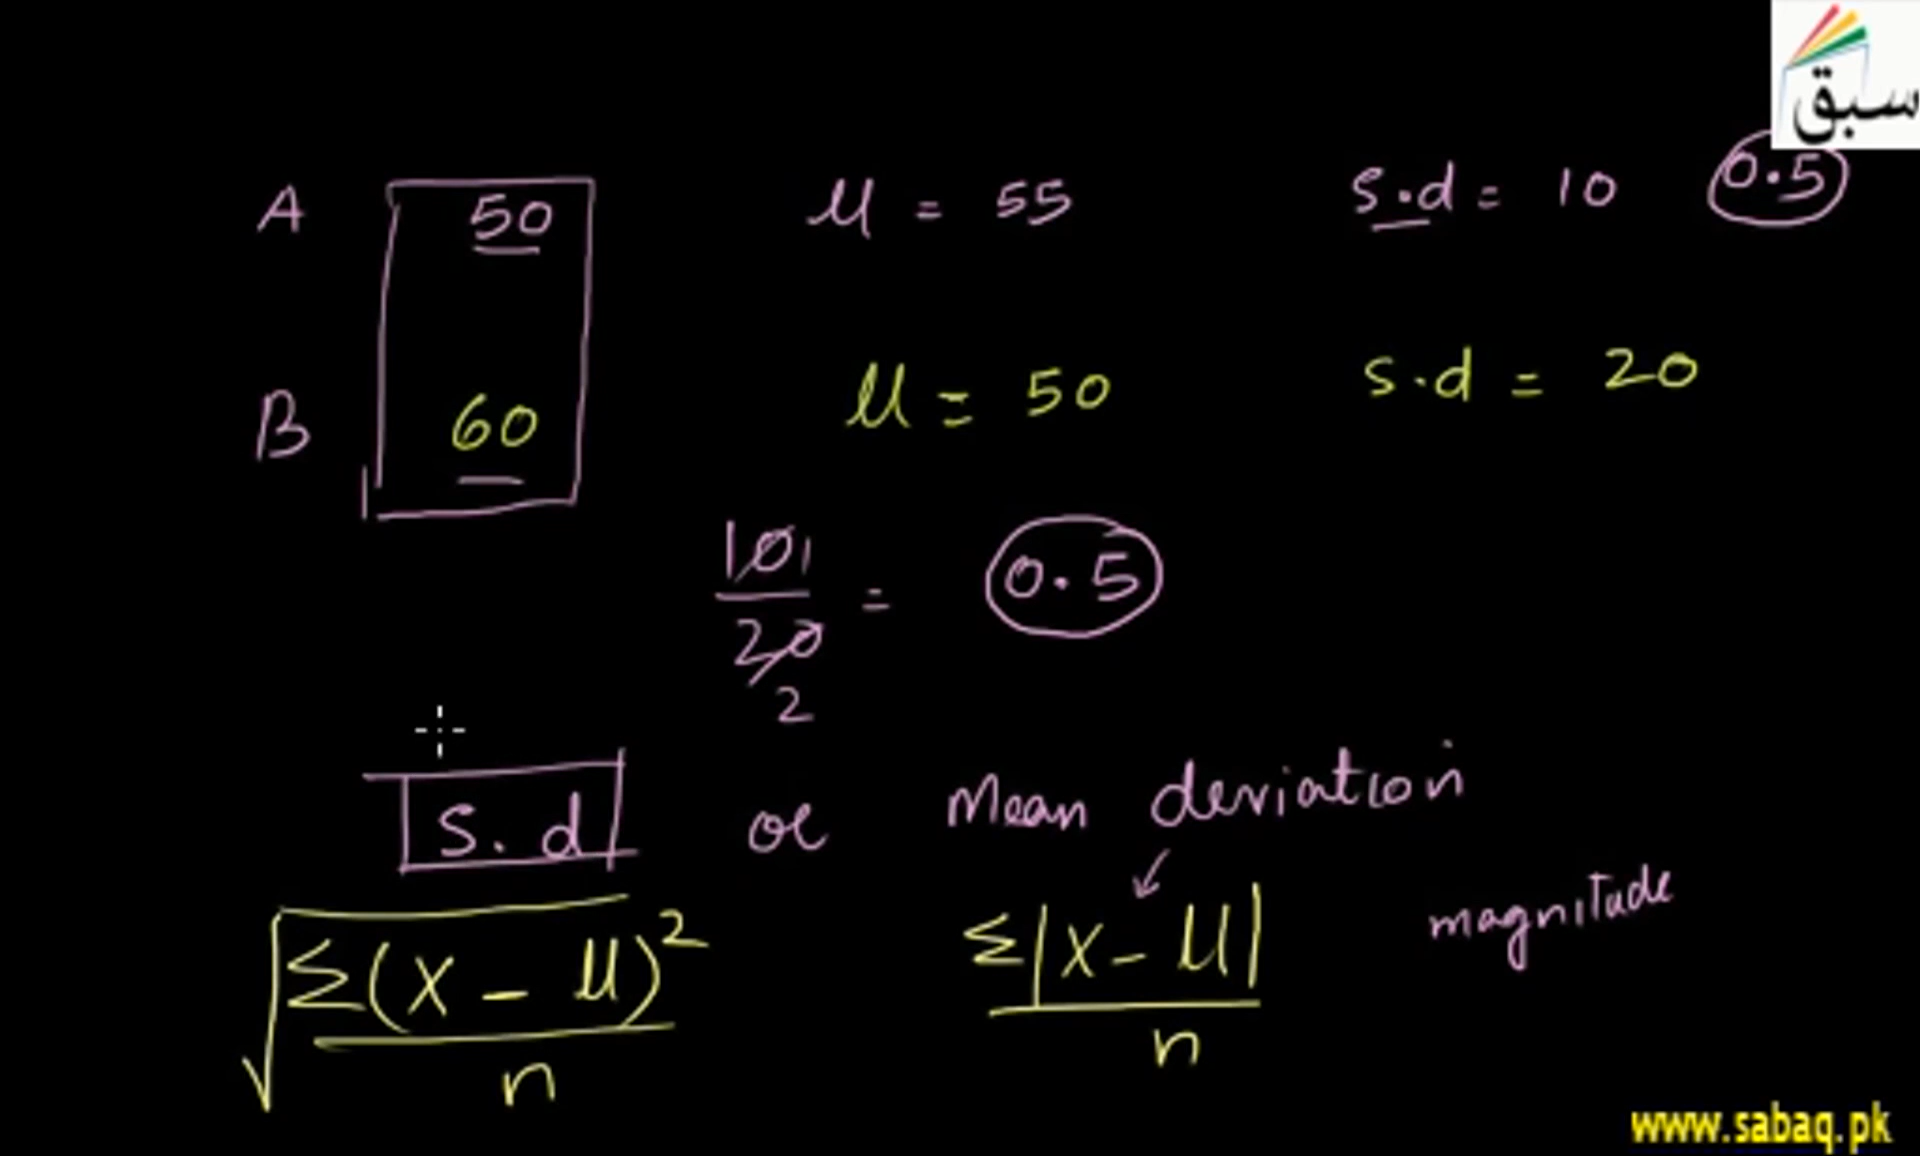 سبق
A 50 μ = 55 s.d = 10 0.5
B 60 μ = 50 s.d = 20
101
20 = 0.5
2
s.d or Mean deviation
√Σ(x - μ)² Σ|x - μ| magnitude
n n
www.sabaq.pk